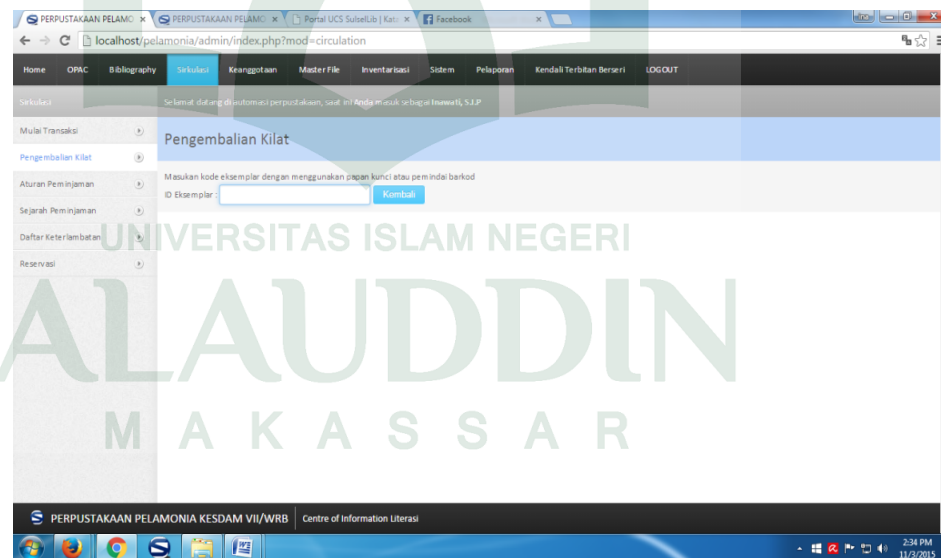 PERPUSTAKAAN PELAMO × PERPUSTAKAAN PELAMO × Portal UCS SulselLib | Kata × Facebook ×
localhost/pelamonia/admin/index.php?mod=circulation
Home OPAC Bibliography Sirkulasi Keanggotaan Master File Inventarisasi Sistem Pelaporan Kendali Terbitan Berseri LOGOUT
Sirkulasi Selamat datang di automasi perpustakaan, saat ini Anda masuk sebagai
Mulai Transaksi
Pengembalian Kilat
Pengembalian Kilat
Aturan Peminjaman
Sejarah Peminjaman
Daftar Keterlambatan
Reservasi
Masukan kode eksemplar dengan menggunakan papan kunci atau pemindai barkod
ID Eksemplar : Kembali
UNIVERSITAS ISLAM NEGERI
ALAUDDIN
MAKASSAR
PERPUSTAKAAN PELAMONIA KESDAM VII/WRB Centre of Information Literasi
2:34 PM
11/3/2015